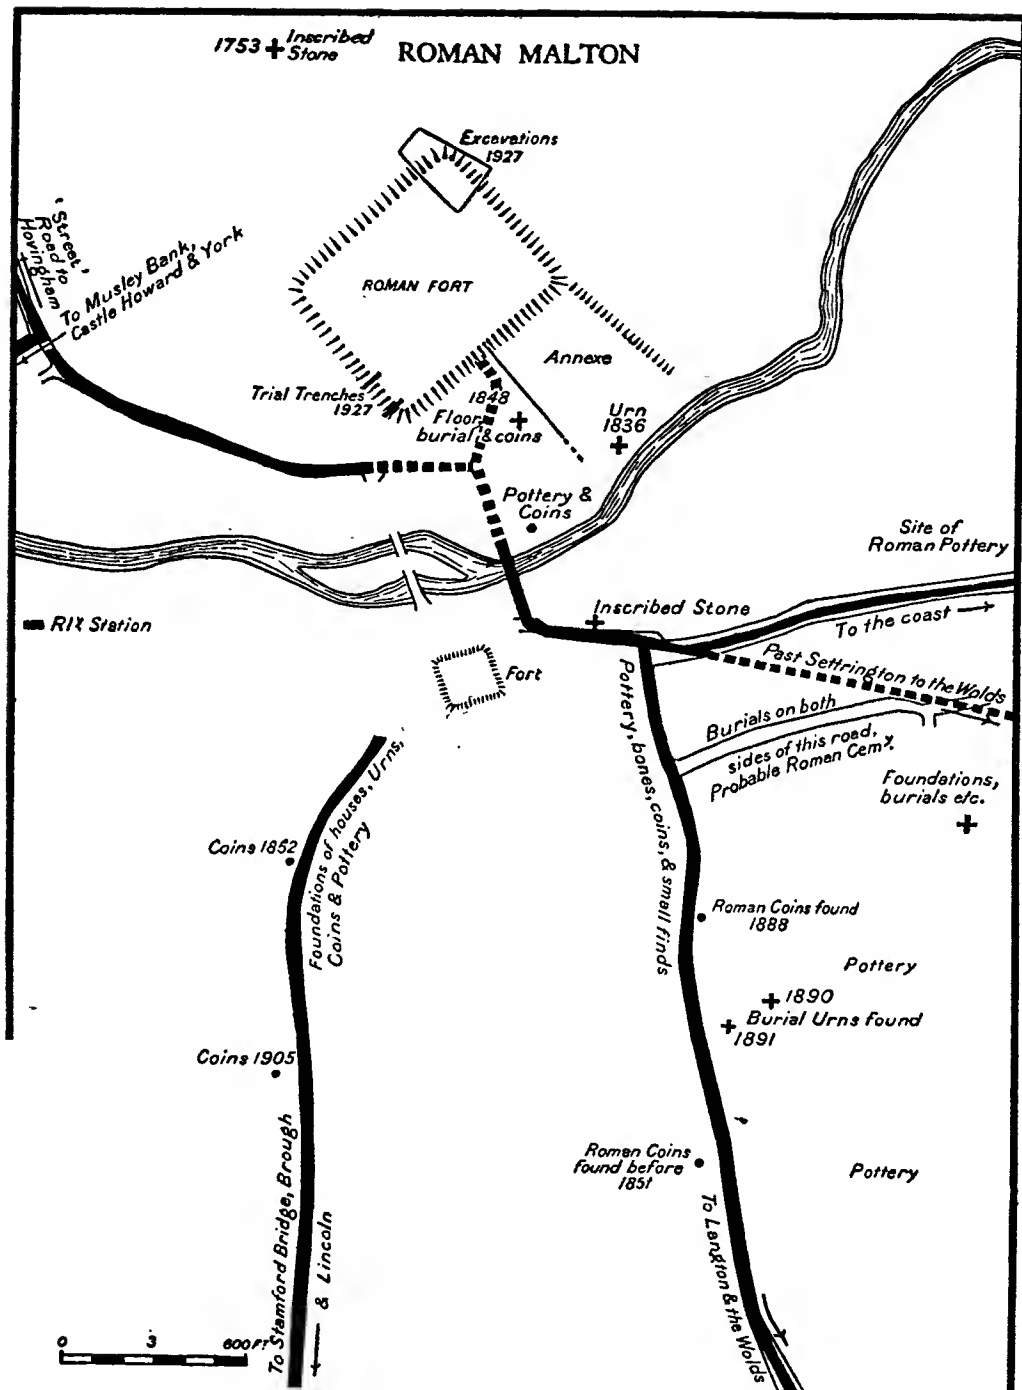 1753 Inscribed
Stone
ROMAN MALTON
Excavations
1927
'Street'
Road to
Hovingham
To Musley Bank,
Castle Howard & York
ROMAN FORT
Annexe
Trial Trenches
1927
1848
Floor,
burial, & coins
Urn
1836
Pottery &
Coins
Site of
Roman Pottery
Inscribed Stone
To the coast
Rly Station
Past Settrington to the Wolds
Fort
Burials on both
sides of this road,
Probable Roman Cemy.
Foundations,
burials etc.
Pottery, bones, coins, & small finds
Foundations of houses, Urns,
Coins & Pottery
Coins 1852
Roman Coins found
1888
Pottery
1890
Burial Urns found
1891
Coins 1905
Roman Coins
found before
1851
Pottery
To Stamford Bridge, Brough
& Lincoln
To Langton & the Wolds
0 3 600 FT